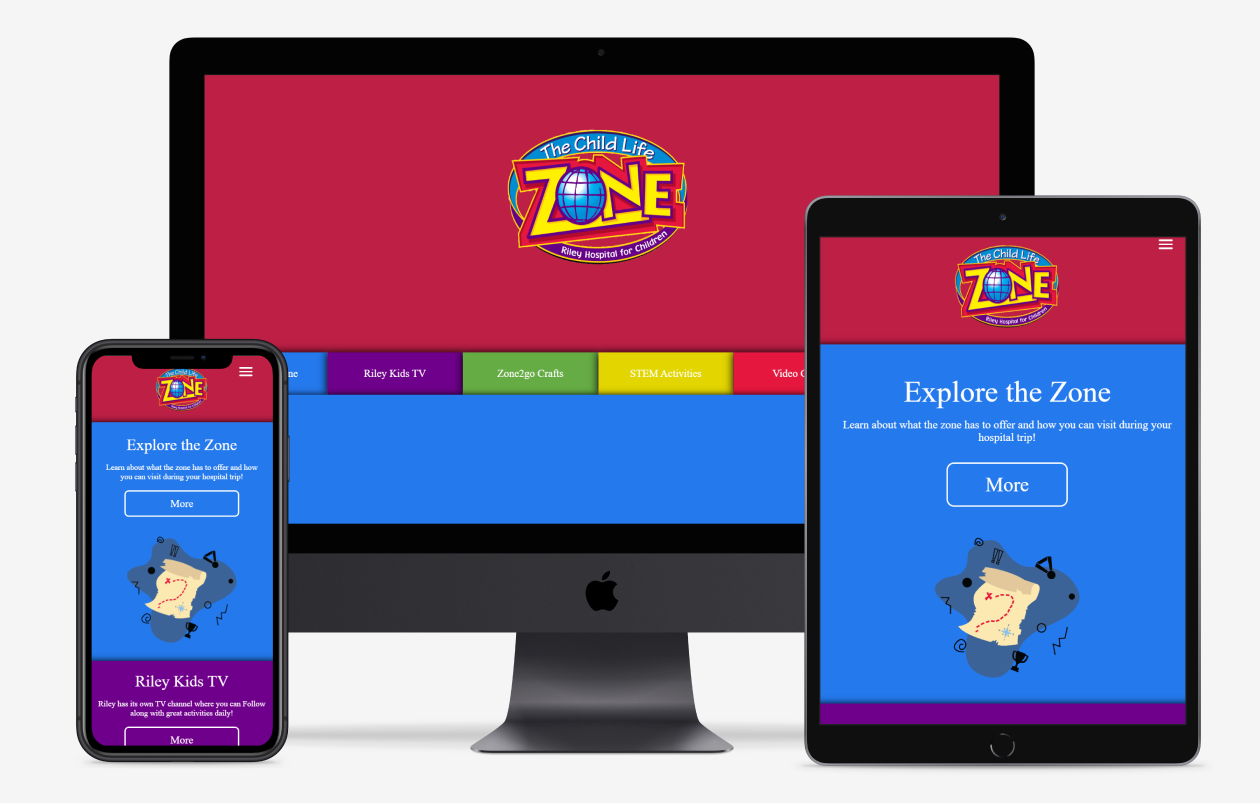 The Child Life
ZONE
Riley Hospital for Children
ne
Riley Kids TV
Zone2go Crafts
STEM Activities
Video
The Child Life
ZONE
Riley Hospital for Children
Explore the Zone
Learn about what the zone has to offer and how
you can visit during your hospital trip!
More
Riley Kids TV
Riley has its own TV channel where you can Follow
along with great activities daily!
More
The Child Life
ZONE
Riley Hospital for Children
Explore the Zone
Learn about what the zone has to offer and how you can visit during your
hospital trip!
More